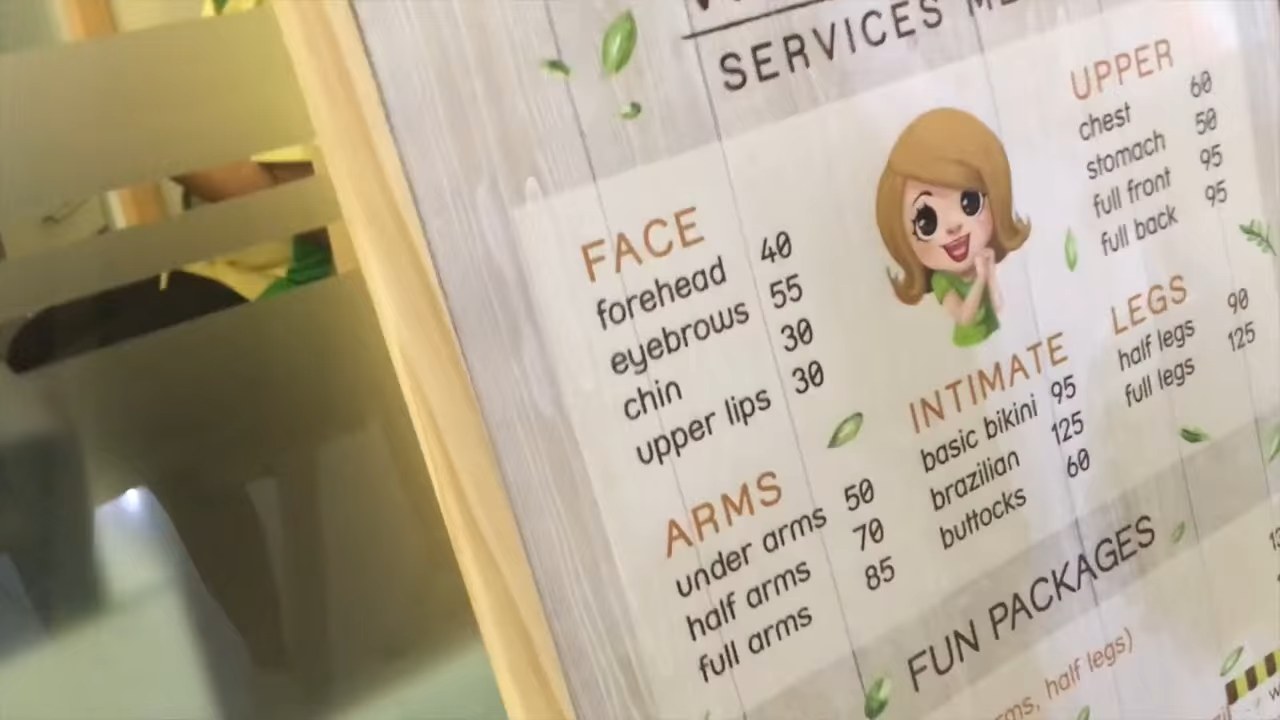 SERVICES
FACE
forehead 40
eyebrows 55
chin 30
upper lips 30
ARMS
under arms 50
half arms 70
full arms 85
INTIMATE
basic bikini 95
brazilian 125
buttocks 60
UPPER
chest 60
stomach 50
full front 95
full back 95
LEGS
half legs 90
full legs 125
FUN PACKAGES
half legs)